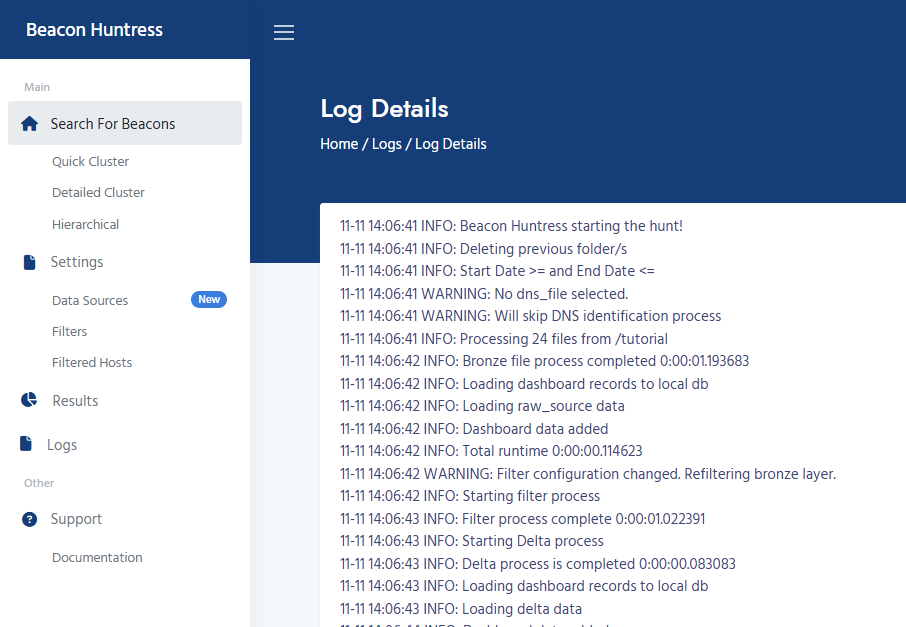 Beacon Huntress
Main
Search For Beacons
Quick Cluster
Detailed Cluster
Hierarchical
Settings
Data Sources New
Filters
Filtered Hosts
Results
Logs
Other
Support
Documentation
Log Details
Home / Logs / Log Details
11-11 14:06:41 INFO: Beacon Huntress starting the hunt!
11-11 14:06:41 INFO: Deleting previous folder/s
11-11 14:06:41 INFO: Start Date >= and End Date <=
11-11 14:06:41 WARNING: No dns_file selected.
11-11 14:06:41 WARNING: Will skip DNS identification process
11-11 14:06:41 INFO: Processing 24 files from /tutorial
11-11 14:06:42 INFO: Bronze file process completed 0:00:01.193683
11-11 14:06:42 INFO: Loading dashboard records to local db
11-11 14:06:42 INFO: Loading raw_source data
11-11 14:06:42 INFO: Dashboard data added
11-11 14:06:42 INFO: Total runtime 0:00:00.114623
11-11 14:06:42 WARNING: Filter configuration changed. Refiltering bronze layer.
11-11 14:06:42 INFO: Starting filter process
11-11 14:06:43 INFO: Filter process complete 0:00:01.022391
11-11 14:06:43 INFO: Starting Delta process
11-11 14:06:43 INFO: Delta process is completed 0:00:00.083083
11-11 14:06:43 INFO: Loading dashboard records to local db
11-11 14:06:43 INFO: Loading delta data